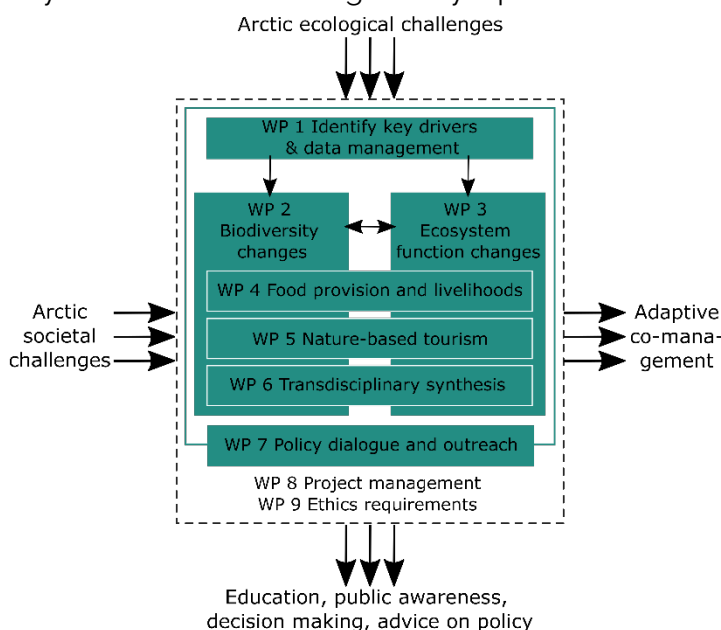 Arctic ecological challenges
WP 1 Identify key drivers
& data management
WP 2
Biodiversity
changes
WP 3
Ecosystem
function changes
WP 4 Food provision and livelihoods
Arctic
societal
challenges
WP 5 Nature-based tourism
Adaptive
co-mana-
gement
WP 6 Transdisciplinary synthesis
WP 7 Policy dialogue and outreach
WP 8 Project management
WP 9 Ethics requirements
Education, public awareness,
decision making, advice on policy